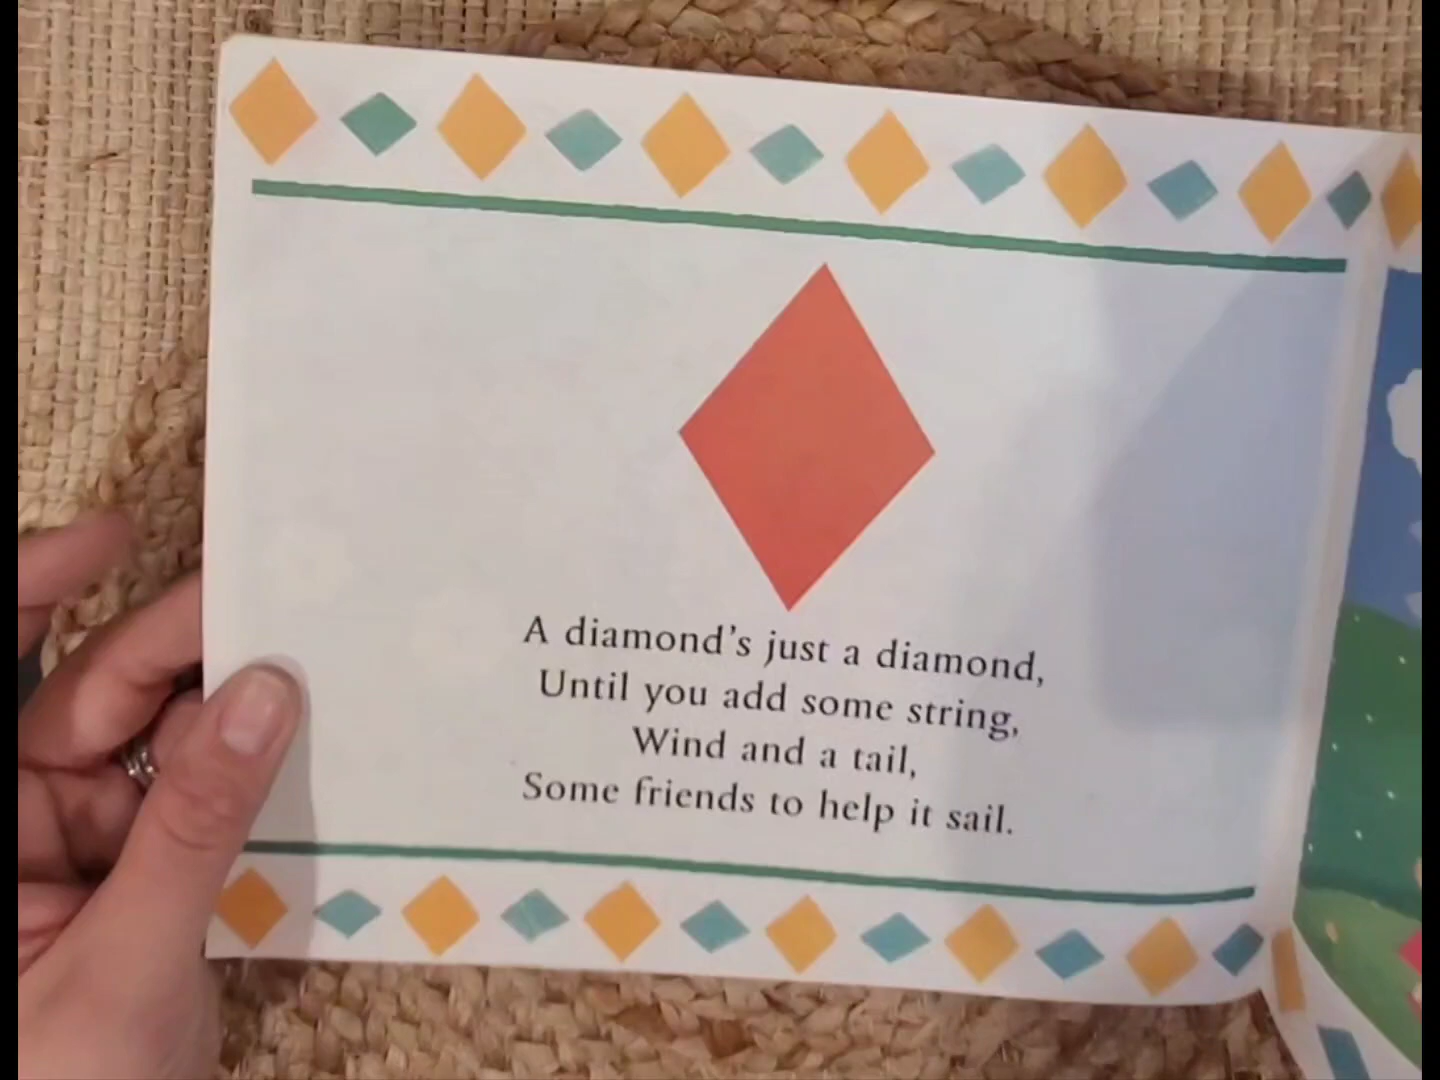 A diamond's just a diamond,
Until you add some string,
Wind and a tail,
Some friends to help it sail.